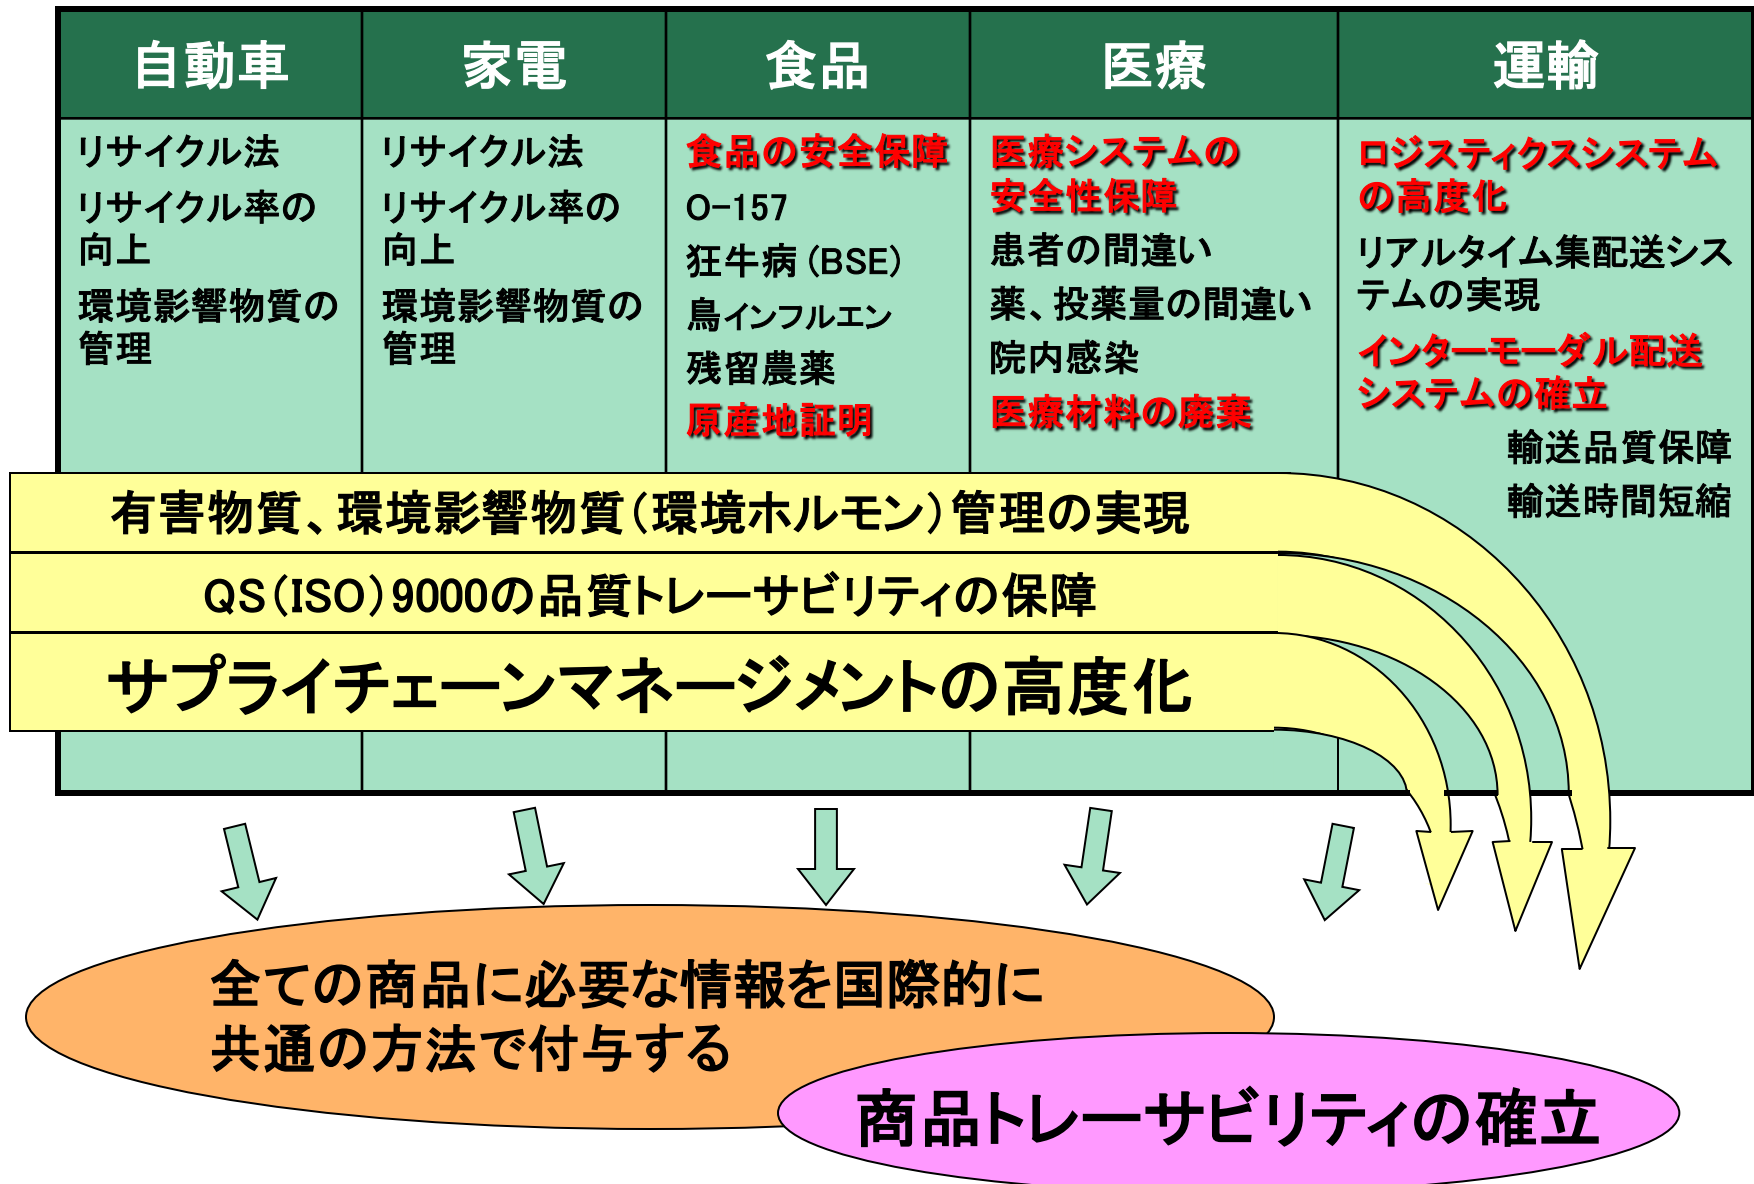 自動車
家電
食品
医療
運輸
リサイクル法
リサイクル率の
向上
環境影響物質の
管理
リサイクル法
リサイクル率の
向上
環境影響物質の
管理
食品の安全保障
O-157
狂牛病(BSE)
鳥インフルエン
残留農薬
原産地証明
医療システムの
安全性保障
患者の間違い
薬、投薬量の間違い
院内感染
医療材料の廃棄
ロジスティクスシステム
の高度化
リアルタイム集配送シス
テムの実現
インターモーダル配送
システムの確立
輸送品質保障
輸送時間短縮
有害物質、環境影響物質(環境ホルモン)管理の実現
QS(ISO)9000の品質トレーサビリティの保障
サプライチェーンマネージメントの高度化
全ての商品に必要な情報を国際的に
共通の方法で付与する
商品トレーサビリティの確立